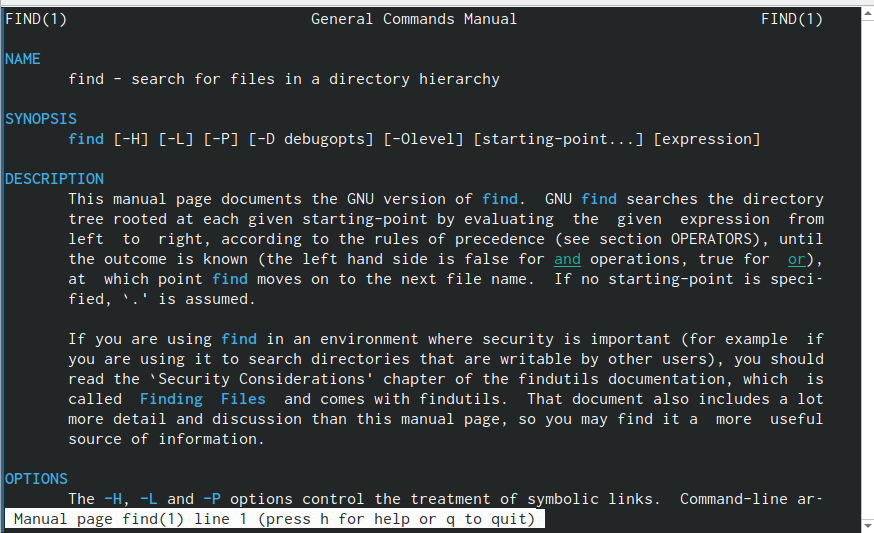 FIND(1) General Commands Manual FIND(1)
NAME
find - search for files in a directory hierarchy
SYNOPSIS
find [-H] [-L] [-P] [-D debugopts] [-Olevel] [starting-point...] [expression]
DESCRIPTION
This manual page documents the GNU version of find. GNU find searches the directory
tree rooted at each given starting-point by evaluating the given expression from
left to right, according to the rules of precedence (see section OPERATORS), until
the outcome is known (the left hand side is false for and operations, true for or),
at which point find moves on to the next file name. If no starting-point is speci-
fied, `.' is assumed.
If you are using find in an environment where security is important (for example if
you are using it to search directories that are writable by other users), you should
read the `Security Considerations' chapter of the findutils documentation, which is
called Finding Files and comes with findutils. That document also includes a lot
more detail and discussion than this manual page, so you may find it a more useful
source of information.
OPTIONS
The -H, -L and -P options control the treatment of symbolic links. Command-line ar-
Manual page find(1) line 1 (press h for help or q to quit)